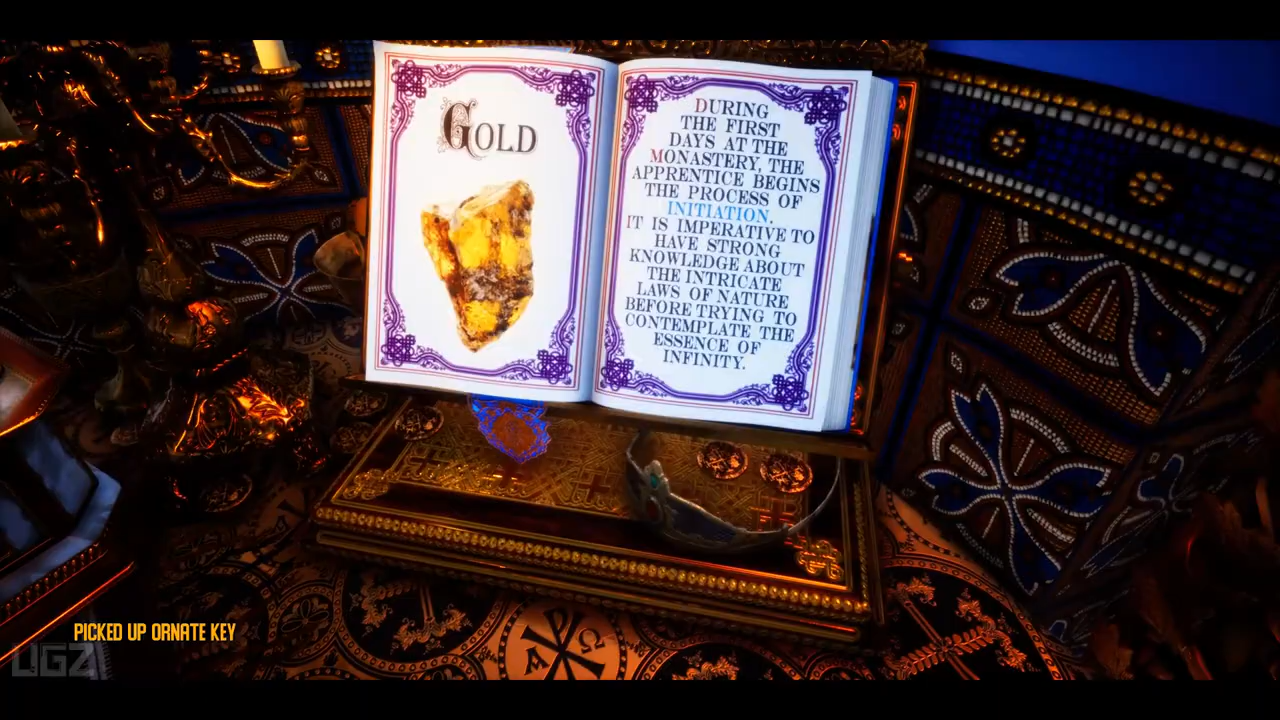 GOLD
DURING
THE FIRST
DAYS AT THE
MONASTERY, THE
APPRENTICE BEGINS
THE PROCESS OF
INITIATION.
IT IS IMPERATIVE TO
HAVE STRONG
KNOWLEDGE ABOUT
THE INTRICATE
LAWS OF NATURE
BEFORE TRYING TO
CONTEMPLATE THE
ESSENCE OF
INFINITY.
Α Ω
PICKED UP ORNATE KEY
UGZ